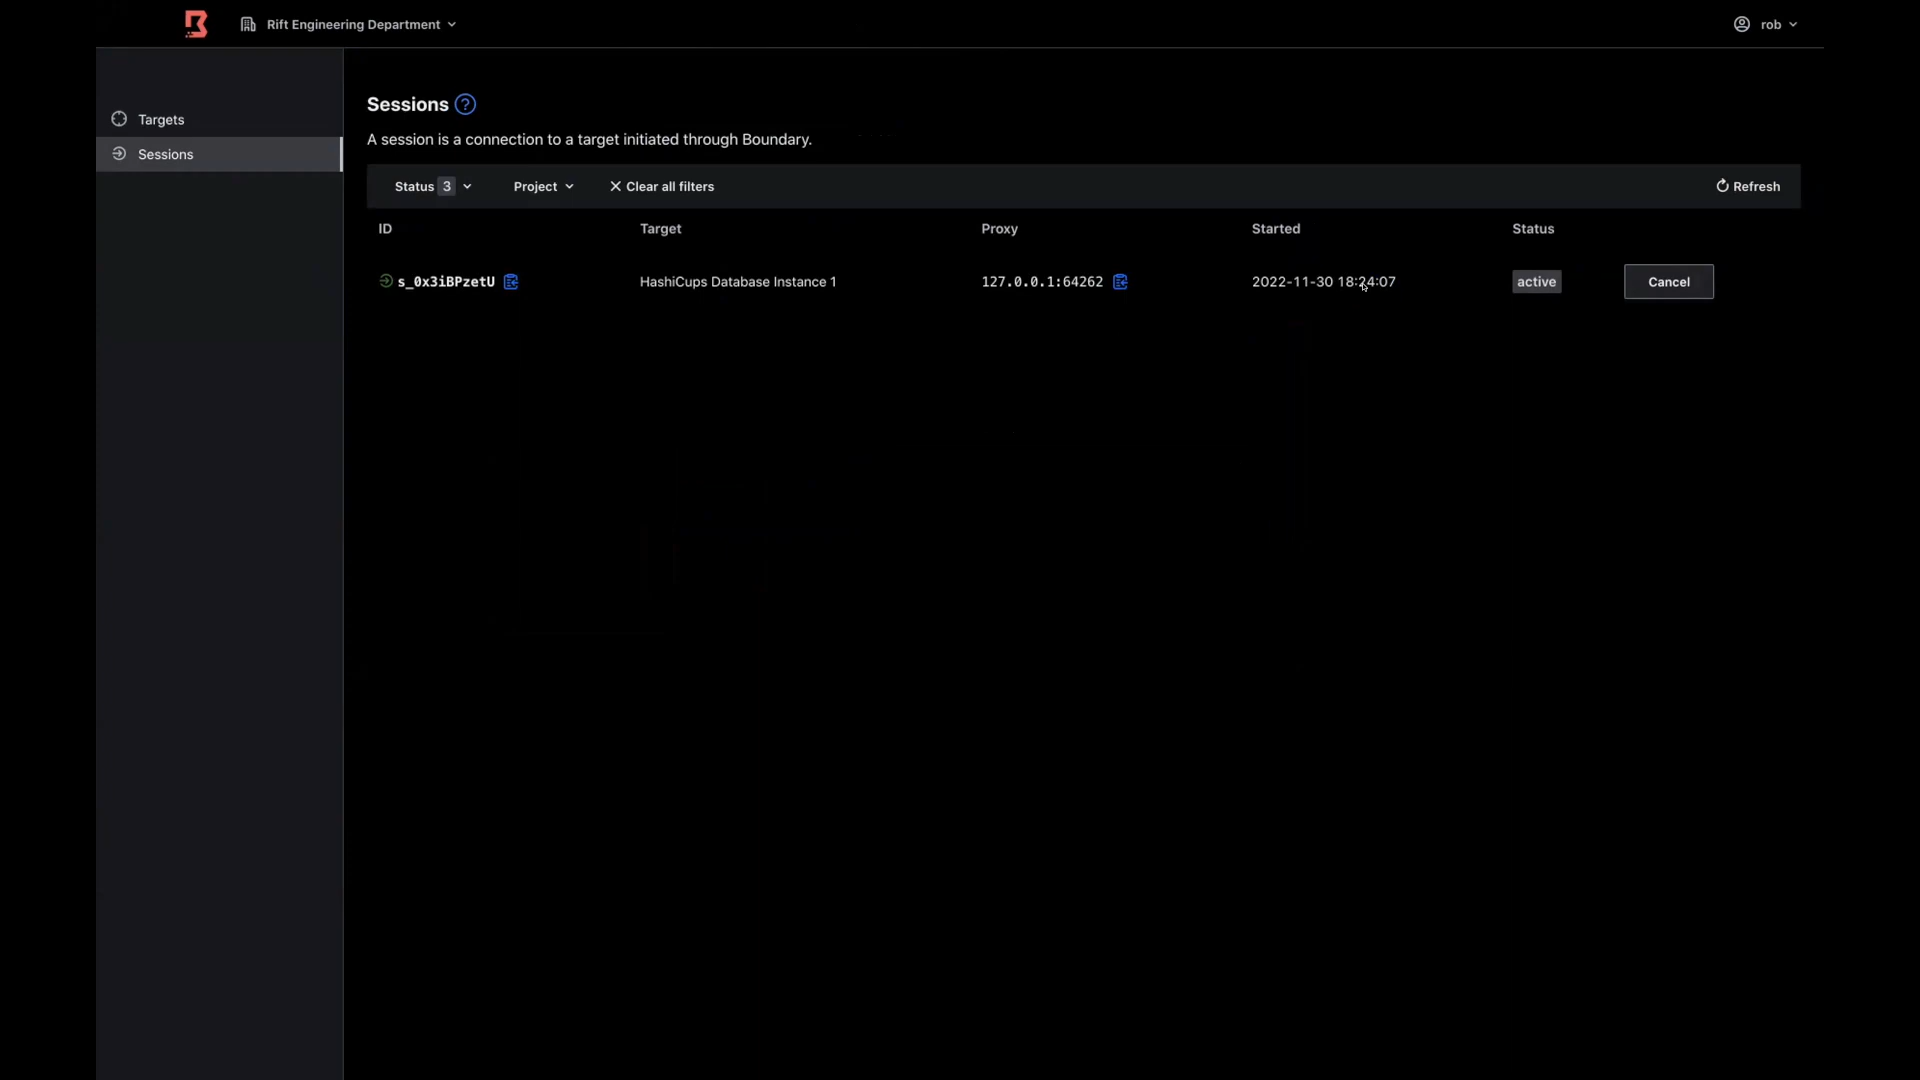 Rift Engineering Department
rob
Targets
Sessions
Sessions ?
A session is a connection to a target initiated through Boundary.
Status 3 Project Clear all filters Refresh
ID Target Proxy Started Status
s_0x3iBPzetU HashiCups Database Instance 1 127.0.0.1:64262 2022-11-30 18:24:07 active Cancel